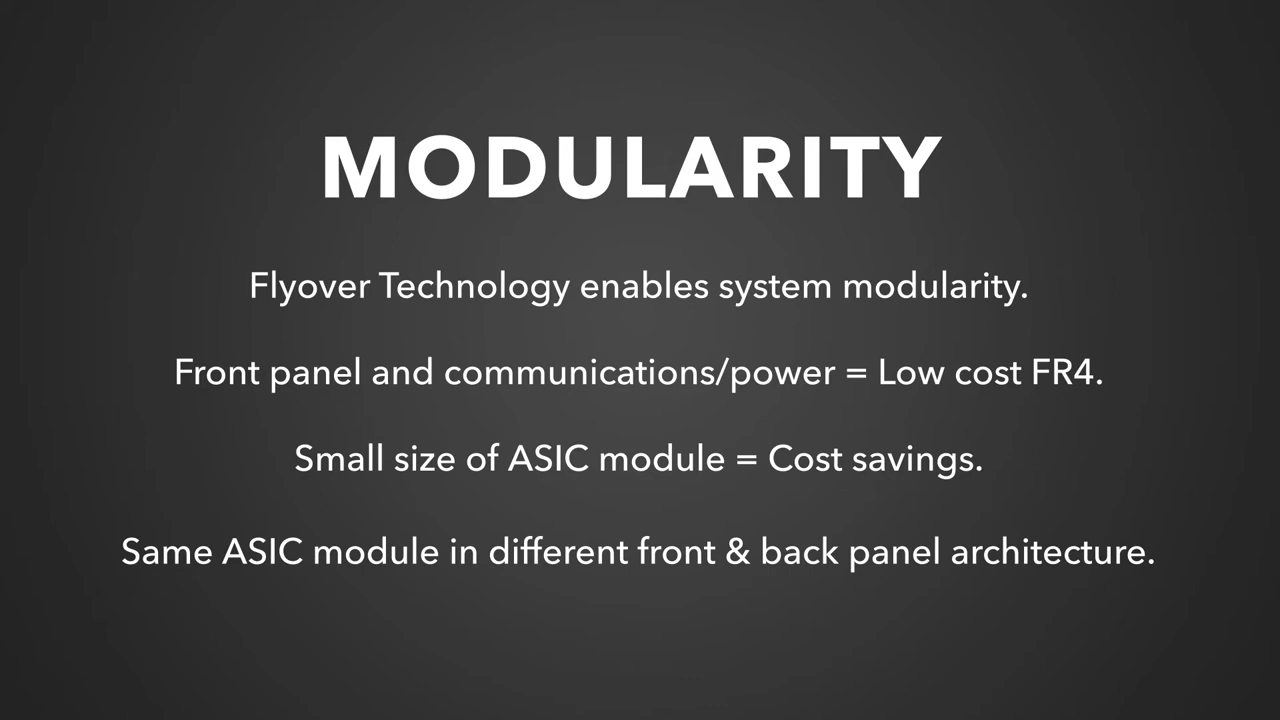 MODULARITY
Flyover Technology enables system modularity.
Front panel and communications/power = Low cost FR4.
Small size of ASIC module = Cost savings.
Same ASIC module in different front & back panel architecture.